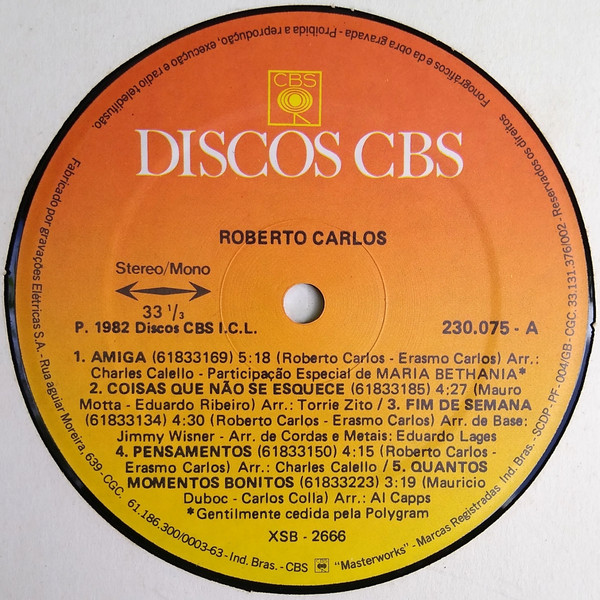 CBS
DISCOS CBS
ROBERTO CARLOS
Stereo/Mono
33 1/3
P. 1982 Discos CBS I.C.L.
230.075 - A
1. AMIGA (61833169) 5:18 (Roberto Carlos - Erasmo Carlos) Arr.:
Charles Calello - Participação Especial de MARIA BETHANIA*
2. COISAS QUE NÃO SE ESQUECE (61833185) 4:27 (Mauro
Motta - Eduardo Ribeiro) Arr.: Torrie Zito / 3. FIM DE SEMANA
(61833134) 4:30 (Roberto Carlos - Erasmo Carlos) Arr. de Base:
Jimmy Wisner - Arr. de Cordas e Metais: Eduardo Lages
4. PENSAMENTOS (61833150) 4:15 (Roberto Carlos -
Erasmo Carlos) Arr.: Charles Calello / 5. QUANTOS
MOMENTOS BONITOS (61833223) 3:19 (Mauricio
Duboc - Carlos Colla) Arr.: Al Capps
*Gentilmente cedida pela Polygram
XSB - 2666
Fabricado por gravações Elétricas S.A. - Rua aguiar Moreira, 639 - CGC. 61.186.300/0003-63 - Ind. Bras. - CBS "Masterworks" - Marcas Registradas Ind. Bras. - SCDP - PF - 004/GB - CGC. 33.131.376/002 - Reservados os direitos Fonográficos e da obra gravada - Proibida a reprodução, execução e radio teledifusão.